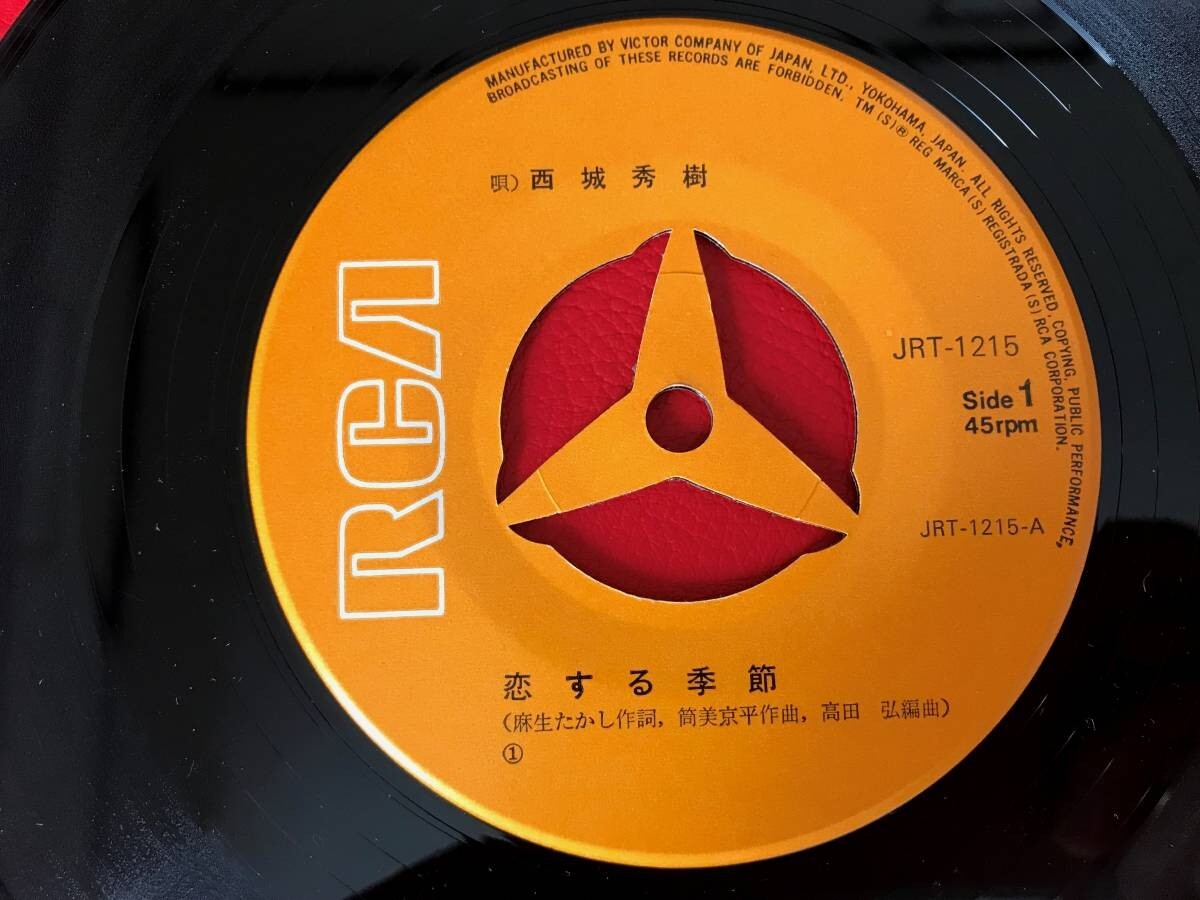 MANUFACTURED BY VICTOR COMPANY OF JAPAN, LTD., YOKOHAMA, JAPAN. ALL RIGHTS RESERVED. COPYING, PUBLIC PERFORMANCE,
BROADCASTING OF THESE RECORDS ARE FORBIDDEN. TM(S)® REG MARCA(S) REGISTRADA(S) RCA CORPORATION.
唄) 西城秀樹
RCA
JRT-1215
Side 1
45rpm
JRT-1215-A
恋する季節
(麻生たかし作詞, 筒美京平作曲, 高田 弘編曲)
①